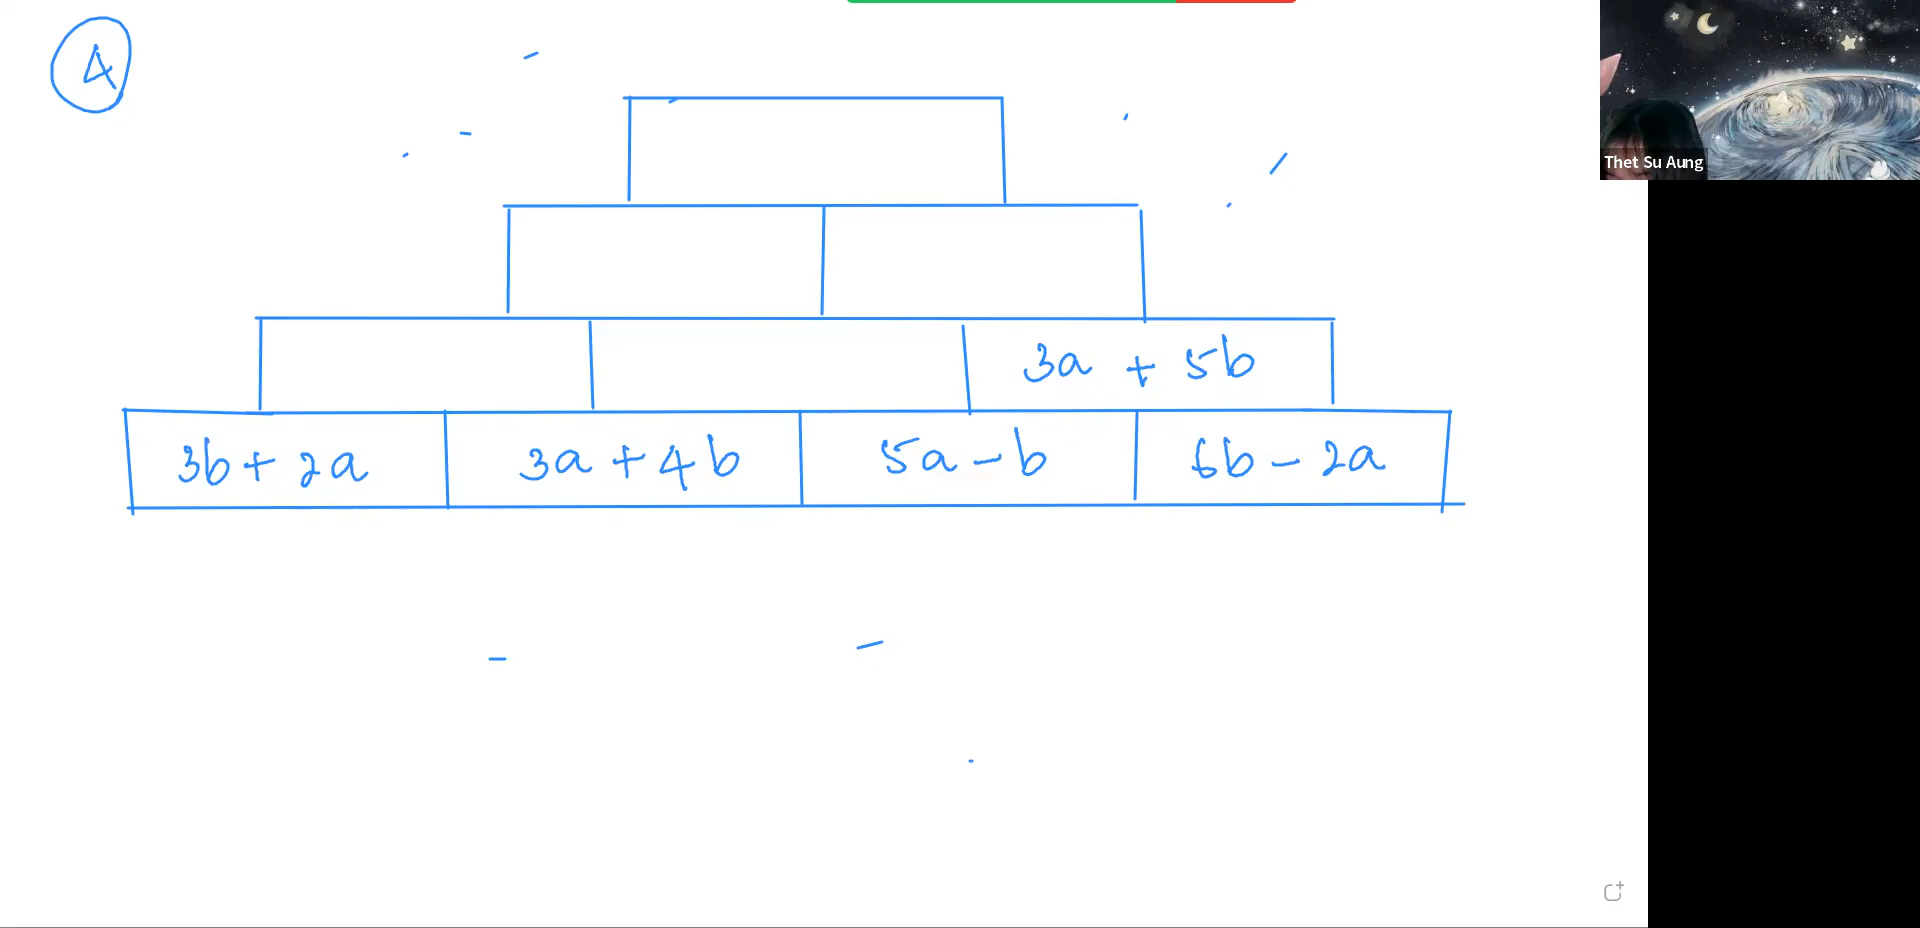 4
Thet Su Aung
3a + 5b
3b + 2a
3a + 4b
5a - b
6b - 2a